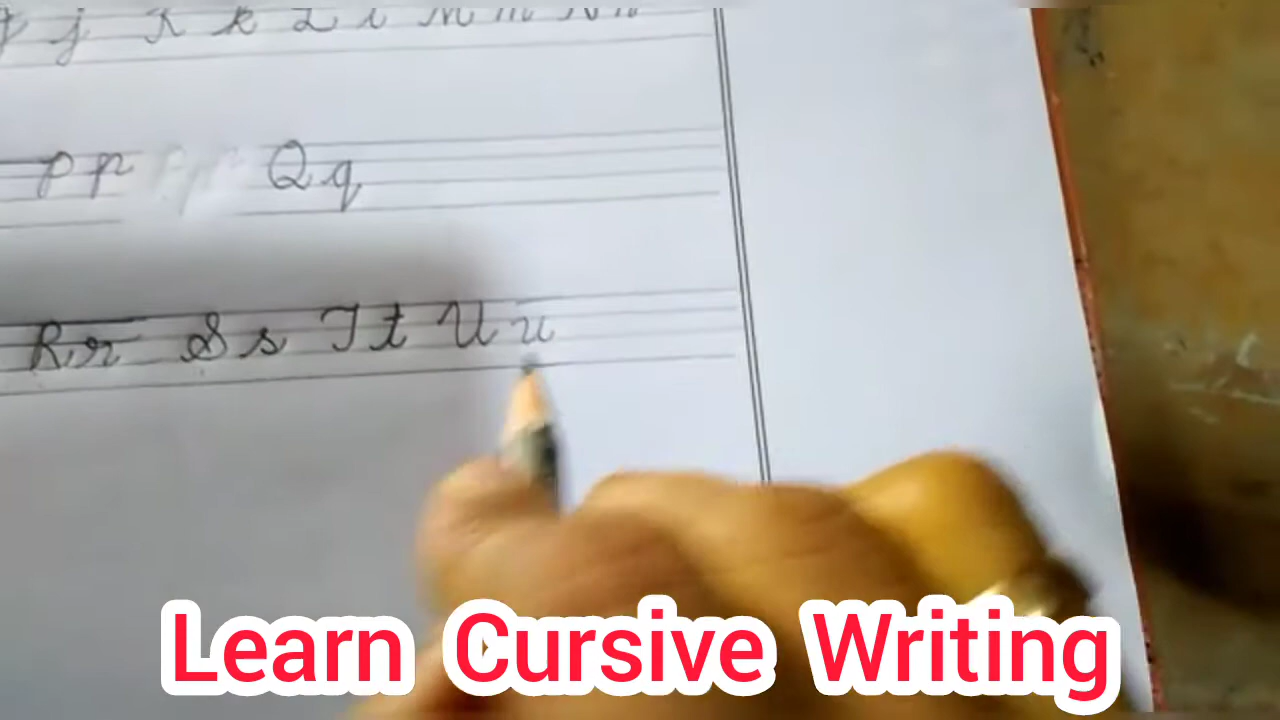 j K k L l M m N n
P p Q q
R r S s T t U u
Learn Cursive Writing